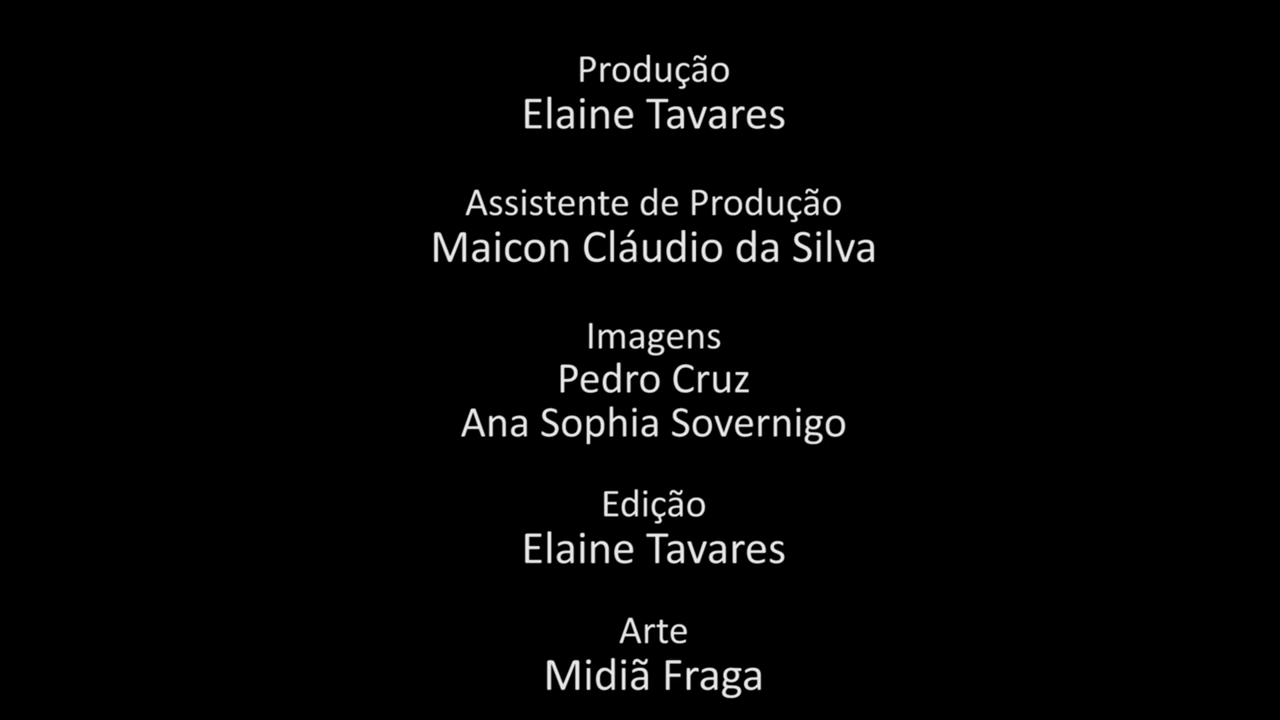 Produção
Elaine Tavares
Assistente de Produção
Maicon Cláudio da Silva
Imagens
Pedro Cruz
Ana Sophia Sovernigo
Edição
Elaine Tavares
Arte
Midiã Fraga